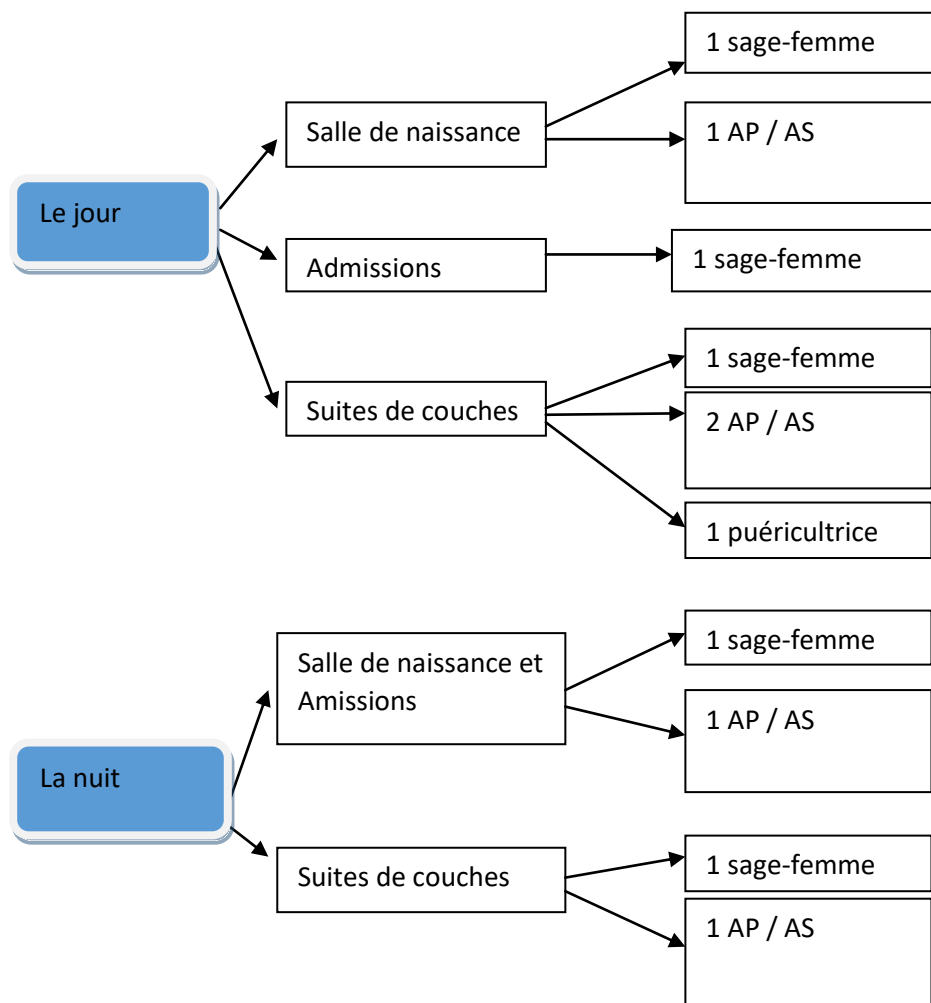 Le jour
Salle de naissance
1 sage-femme
1 AP / AS
Admissions
1 sage-femme
Suites de couches
1 sage-femme
2 AP / AS
1 puéricultrice
La nuit
Salle de naissance et
Amissions
1 sage-femme
1 AP / AS
Suites de couches
1 sage-femme
1 AP / AS